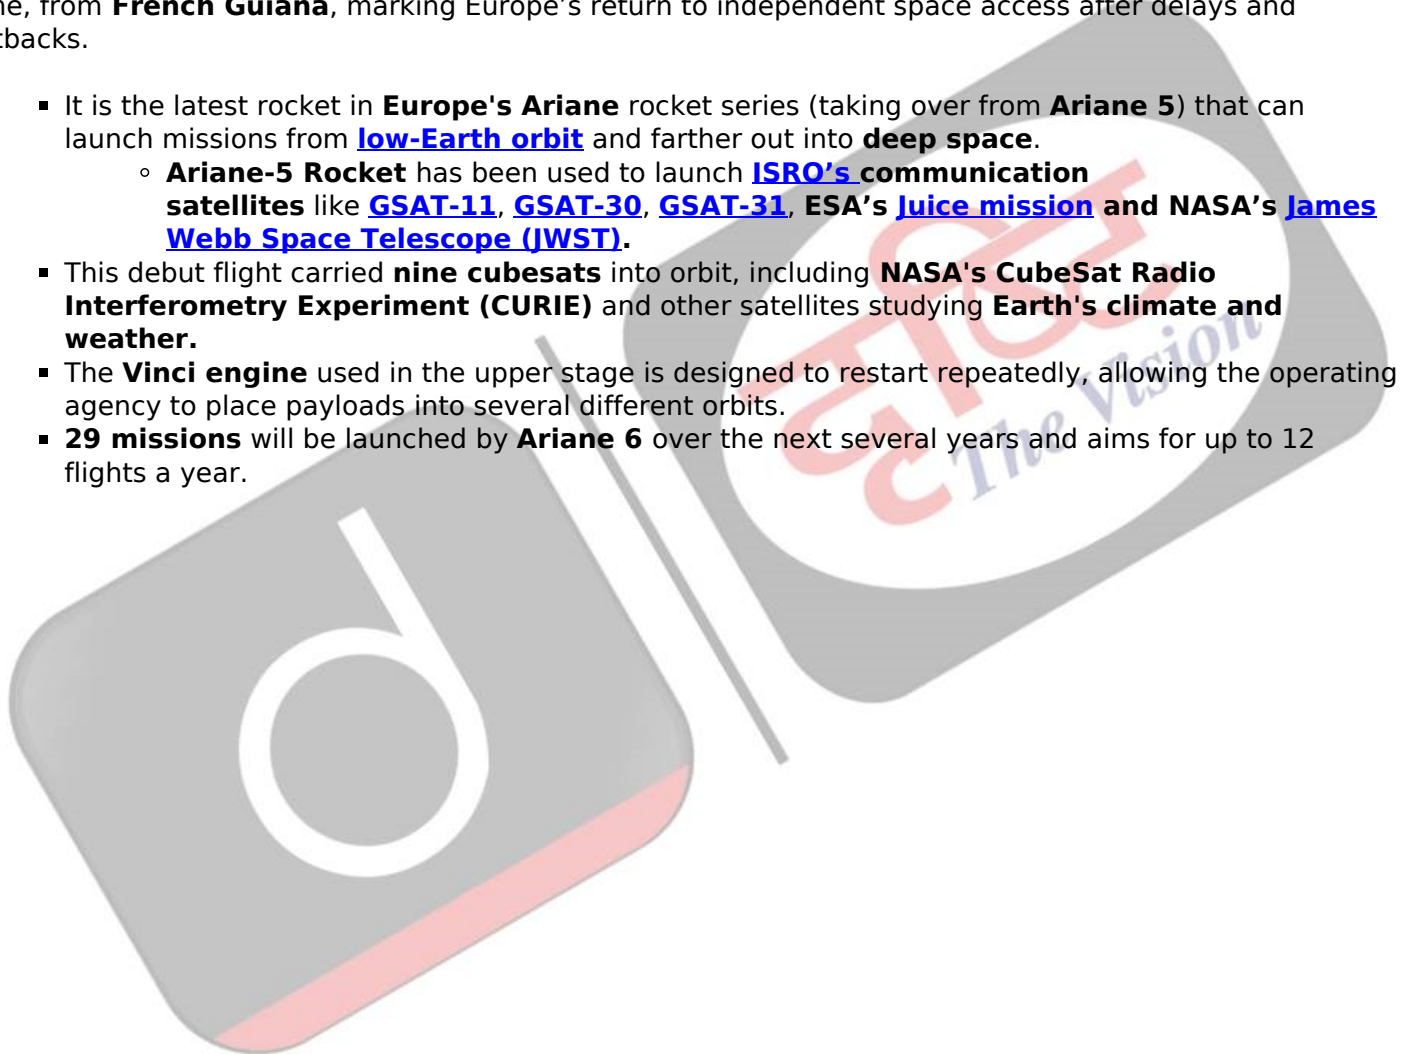 from French Guiana, marking Europe's return to independent space access after delays and
▪ It is the latest rocket in Europe's Ariane rocket series (taking over from Ariane 5) that can
launch missions from low-Earth orbit and farther out into deep space.
◦ Ariane-5 Rocket has been used to launch ISRO’s communication
satellites like GSAT-11, GSAT-30, GSAT-31, ESA’s Juice mission and NASA’s James
Webb Space Telescope (JWST).
▪ This debut flight carried nine cubesats into orbit, including NASA's CubeSat Radio
Interferometry Experiment (CURIE) and other satellites studying Earth's climate and
weather.
▪ The Vinci engine used in the upper stage is designed to restart repeatedly, allowing the operating
agency to place payloads into several different orbits.
▪ 29 missions will be launched by Ariane 6 over the next several years and aims for up to 12
flights a year.
दृष्टि
The Vision
d